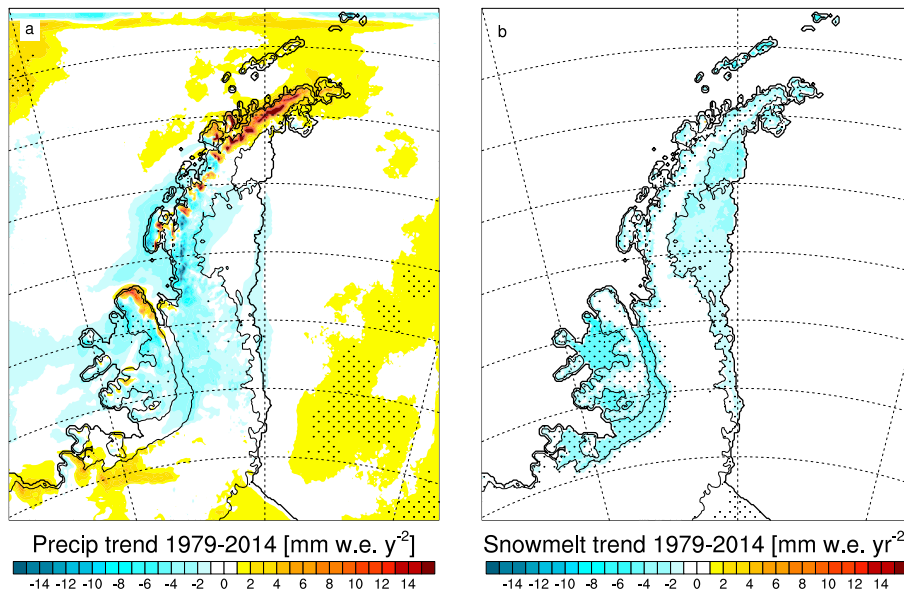 a
b
Precip trend 1979-2014 [mm w.e. y⁻²]
Snowmelt trend 1979-2014 [mm w.e. yr⁻²]
-14 -12 -10 -8 -6 -4 -2 0 2 4 6 8 10 12 14
-14 -12 -10 -8 -6 -4 -2 0 2 4 6 8 10 12 14